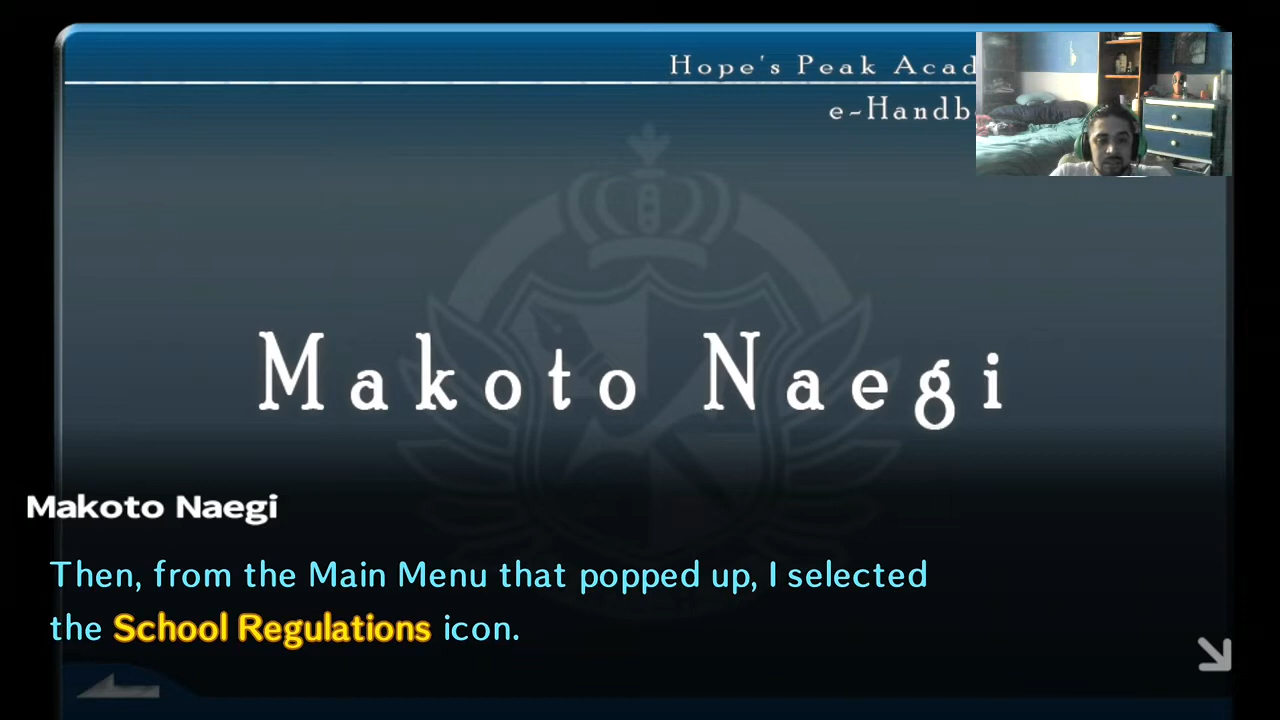 Hope's Peak Acad
e-Handb
Makoto Naegi
Makoto Naegi
Then, from the Main Menu that popped up, I selected
the School Regulations icon.